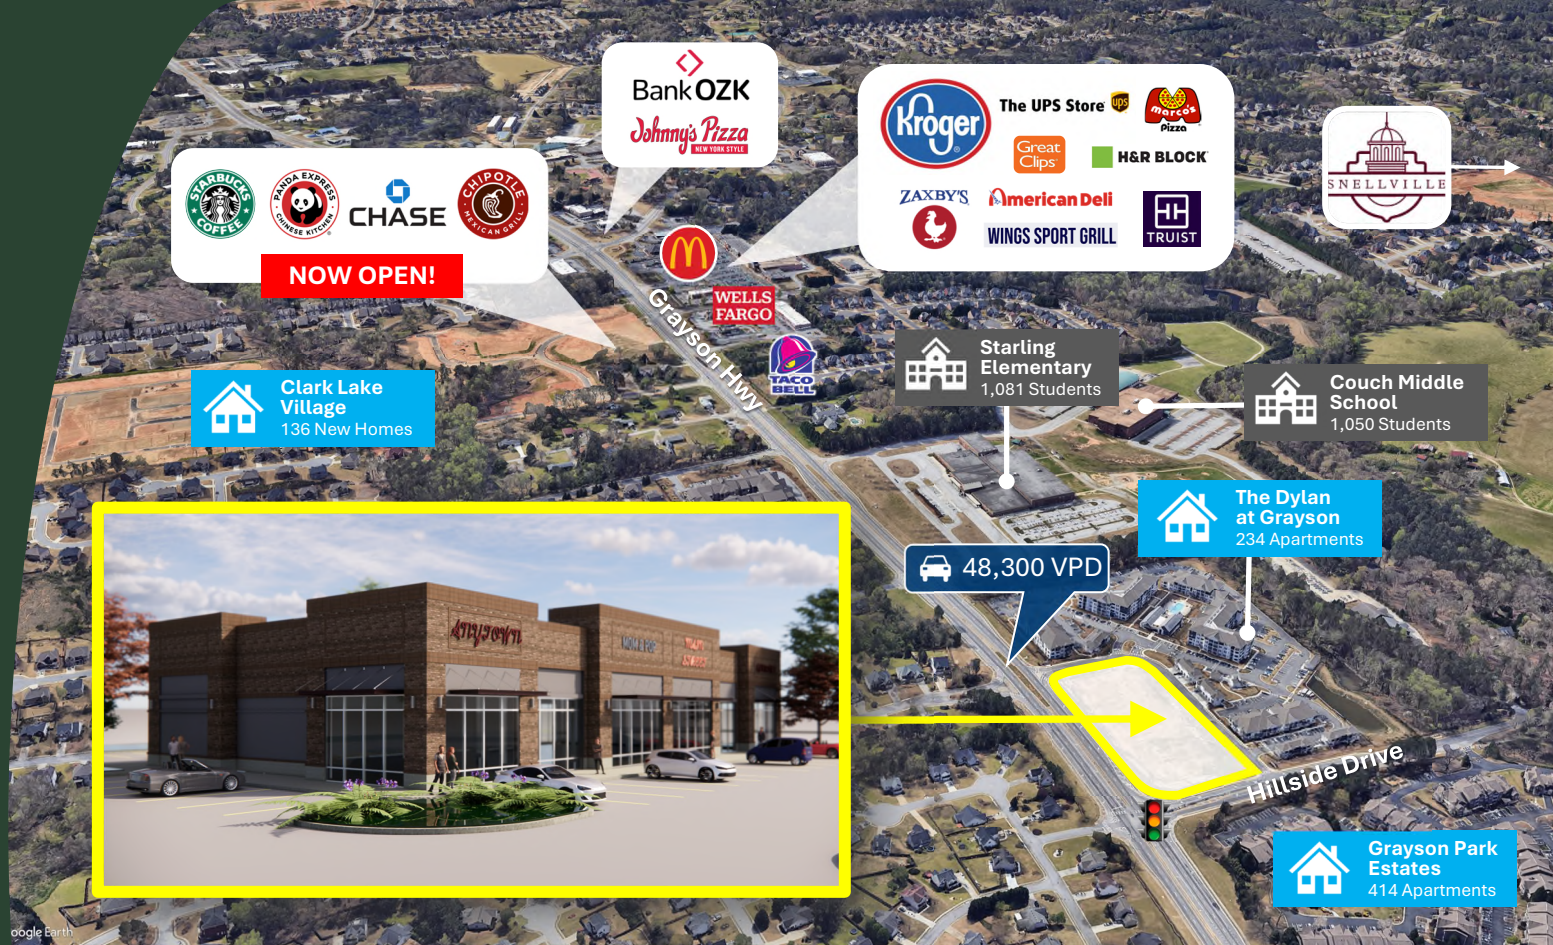 BankOZK
Johnny's Pizza
NEW YORK STYLE
Kroger
The UPS Store
ups
marco's
Pizza
Great
Clips
H&R BLOCK
ZAXBY'S
American Deli
WINGS SPORT GRILL
TRUIST
SNELLVILLE
STARBUCKS
COFFEE
PANDA EXPRESS
CHINESE KITCHEN
CHASE
CHIPOTLE
MEXICAN GRILL
NOW OPEN!
WELLS
FARGO
Grayson Hwy
TACO
BELL
Starling
Elementary
1,081 Students
Couch Middle
School
1,050 Students
Clark Lake
Village
136 New Homes
The Dylan
at Grayson
234 Apartments
48,300 VPD
ANYTOWN
MOM & POP
Hillside Drive
Grayson Park
Estates
414 Apartments
oogle Earth